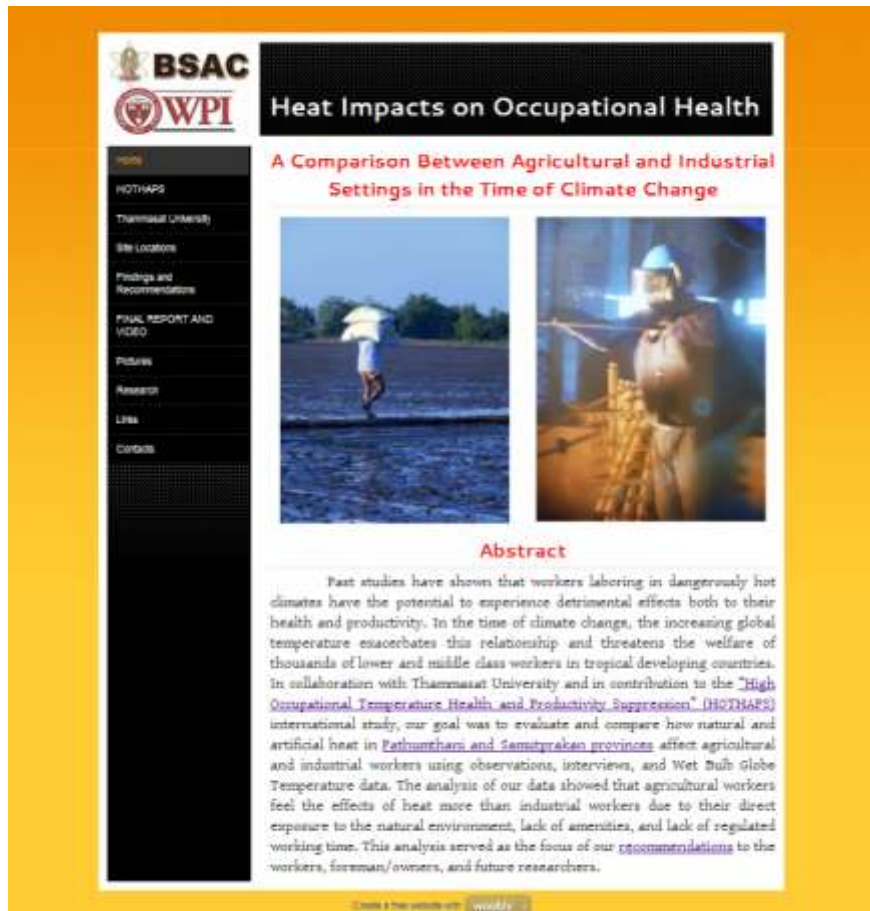 BSAC
WPI
Heat Impacts on Occupational Health
Home
HOTHAPS
Thammasat University
Site Locations
Findings and
Recommendations
FINAL REPORT AND
VIDEO
Pictures
Research
Links
Contacts
A Comparison Between Agricultural and Industrial
Settings in the Time of Climate Change
Abstract
Past studies have shown that workers laboring in dangerously hot
climates have the potential to experience detrimental effects both to their
health and productivity. In the time of climate change, the increasing global
temperature exacerbates this relationship and threatens the welfare of
thousands of lower and middle class workers in tropical developing countries.
In collaboration with Thammasat University and in contribution to the "High
Occupational Temperature Health and Productivity Suppression" (HOTHAPS)
international study, our goal was to evaluate and compare how natural and
artificial heat in Pathumthani and Samutprakan provinces affect agricultural
and industrial workers using observations, interviews, and Wet Bulb Globe
Temperature data. The analysis of our data showed that agricultural workers
feel the effects of heat more than industrial workers due to their direct
exposure to the natural environment, lack of amenities, and lack of regulated
working time. This analysis served as the focus of our recommendations to the
workers, foreman/owners, and future researchers.
Create a free website with weebly